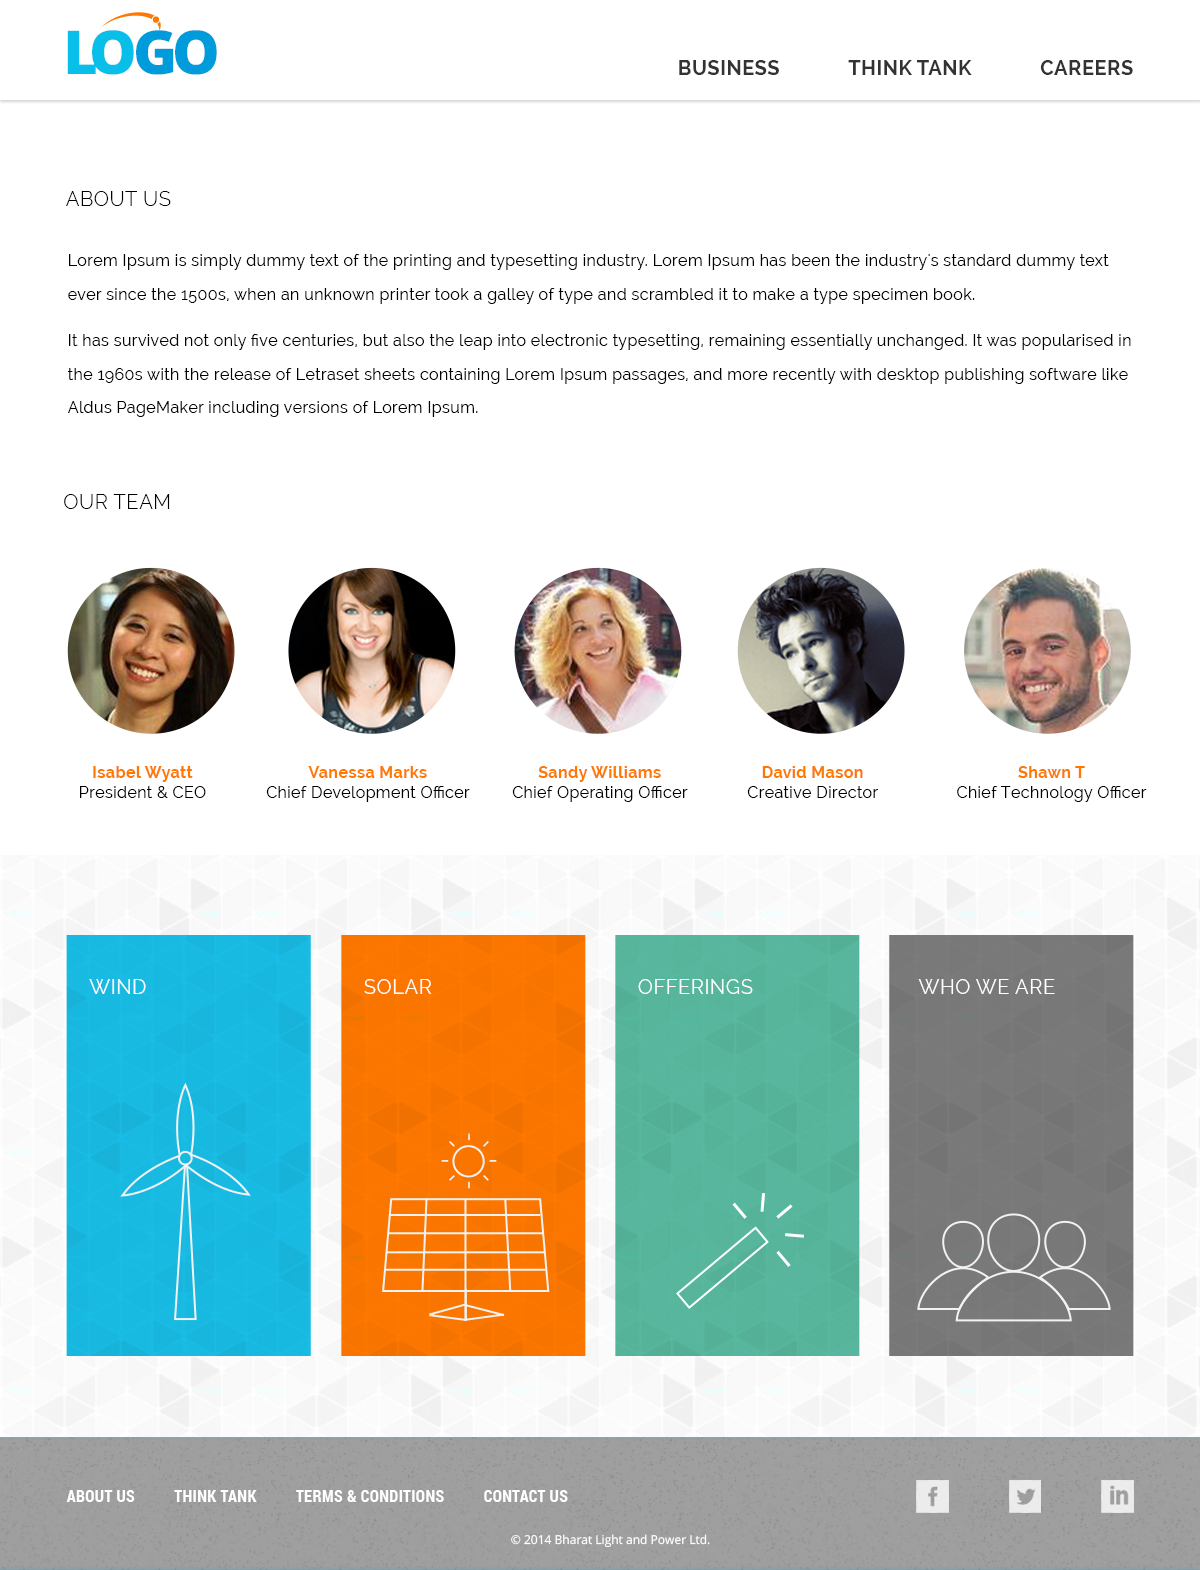 LOGO
BUSINESS THINK TANK CAREERS
ABOUT US
Lorem Ipsum is simply dummy text of the printing and typesetting industry. Lorem Ipsum has been the industry's standard dummy text
ever since the 1500s, when an unknown printer took a galley of type and scrambled it to make a type specimen book.
It has survived not only five centuries, but also the leap into electronic typesetting, remaining essentially unchanged. It was popularised in
the 1960s with the release of Letraset sheets containing Lorem Ipsum passages, and more recently with desktop publishing software like
Aldus PageMaker including versions of Lorem Ipsum.
OUR TEAM
Isabel Wyatt
President & CEO
Vanessa Marks
Chief Development Officer
Sandy Williams
Chief Operating Officer
David Mason
Creative Director
Shawn T
Chief Technology Officer
WIND
SOLAR
OFFERINGS
WHO WE ARE
ABOUT US THINK TANK TERMS & CONDITIONS CONTACT US
f in
© 2014 Bharat Light and Power Ltd.